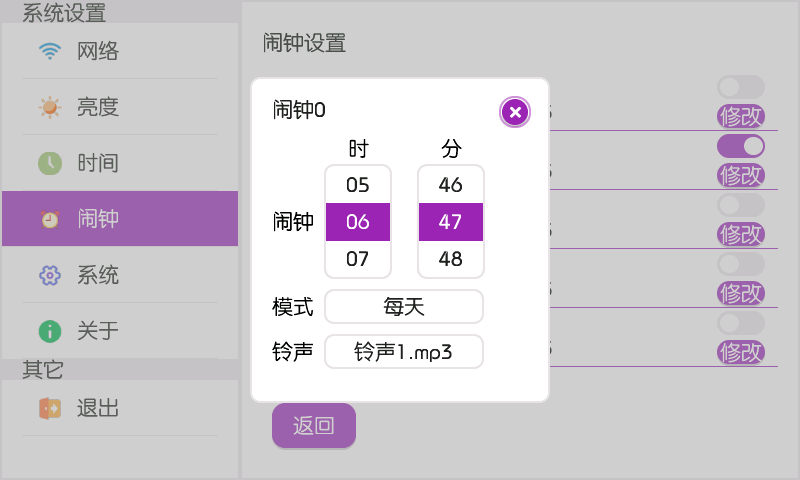 系统设置
网络
亮度
时间
闹钟
系统
关于
其它
退出
闹钟设置
修改
修改
修改
修改
修改
返回
闹钟0
时 分
05 46
闹钟 06 47
07 48
模式 每天
铃声 铃声1.mp3